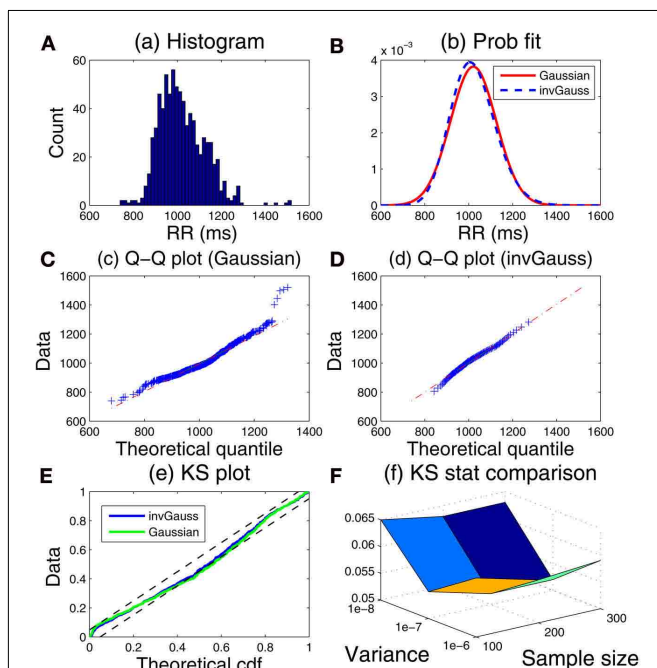 A (a) Histogram
60
40
20
0
Count
600 800 1000 1200 1400 1600
RR (ms)
B (b) Prob fit
x 10⁻³
4
3
2
1
0
Gaussian
invGauss
600 800 1000 1200 1400 1600
RR (ms)
C (c) Q-Q plot (Gaussian)
1600
1400
1200
1000
800
600
Data
600 800 1000 1200 1400
Theoretical quantile
D (d) Q-Q plot (invGauss)
1600
1400
1200
1000
800
600
Data
600 800 1000 1200 1400 1600
Theoretical quantile
E (e) KS plot
1
0.8
0.6
0.4
0.2
0
Data
invGauss
Gaussian
0 0.2 0.4 0.6 0.8 1
Theoretical cdf
F (f) KS stat comparison
0.065
0.06
0.055
0.05
1e-8
1e-7
1e-6
Variance
100
200
300
Sample size